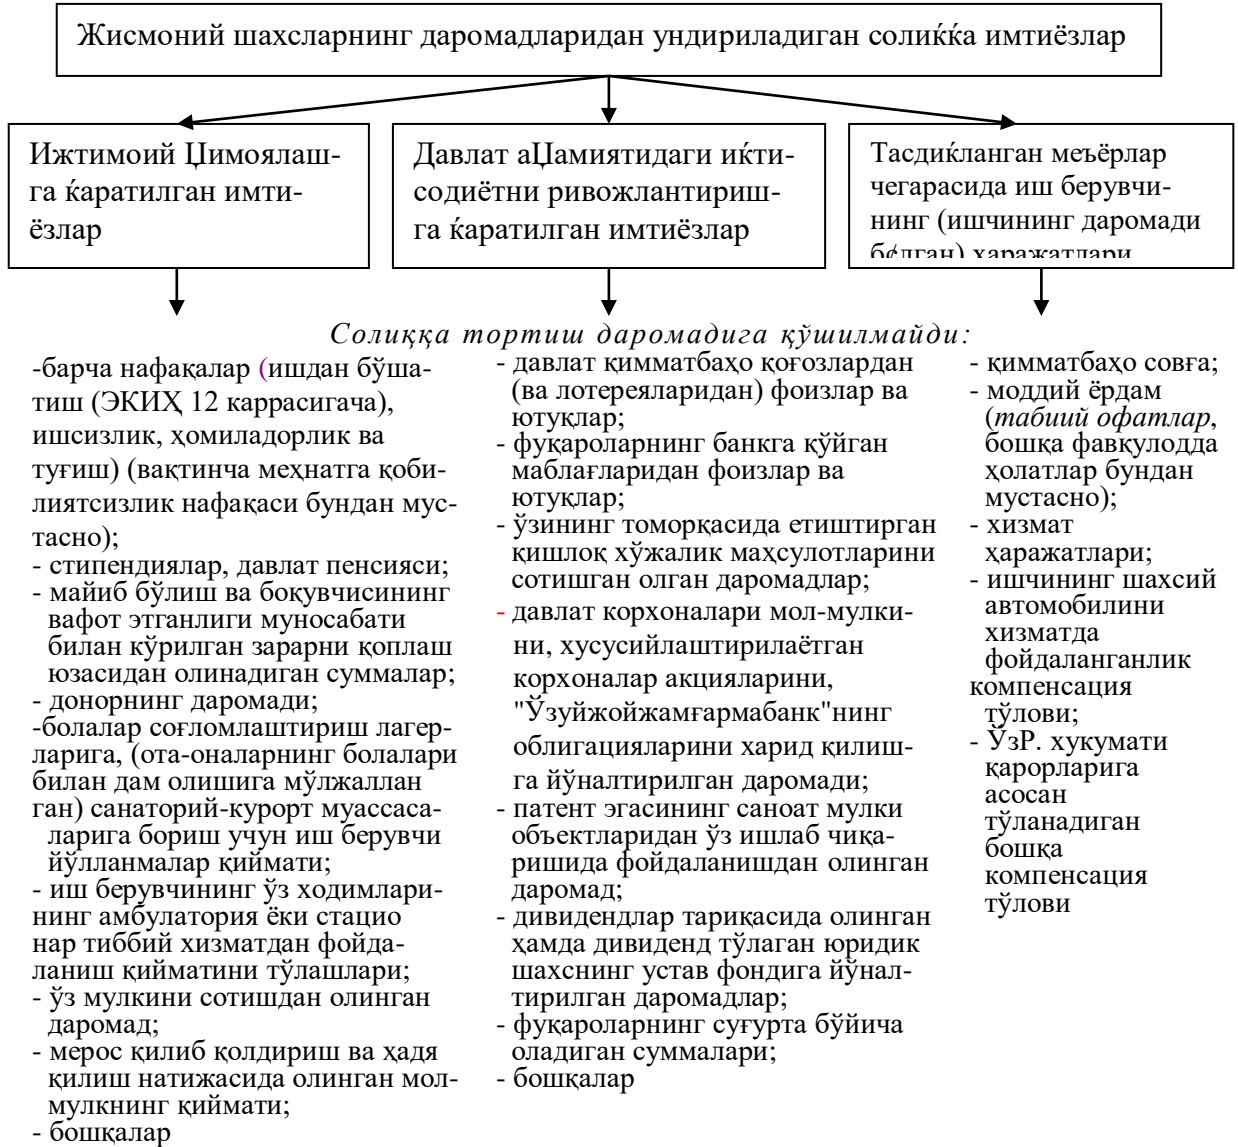 Жисмоний шахсларнинг даромадларидан ундириладиган солиќќа имтиёзлар
Ижтимоий Џимоялаш-
га ќаратилган имти-
ёзлар
Давлат аЏамиятидаги иќти-
содиётни ривожлантириш-
га ќаратилган имтиёзлар
Тасдиќланган меъёрлар
чегарасида иш берувчи-
нинг (ишчининг даромади
бўлган) харажатлари
Солиққа тортиш даромадига қўшилмайди:
-барча нафақалар (ишдан бўша-
тиш (ЭКИҲ 12 каррасигача),
ишсизлик, ҳомиладорлик ва
туғиш) (вақтинча меҳнатга қоби-
лиятсизлик нафақаси бундан мус-
тасно);
- стипендиялар, давлат пенсияси;
- майиб бўлиш ва боқувчисининг
вафот этганлиги муносабати
билан кўрилган зарарни қоплаш
юзасидан олинадиган суммалар;
- донорнинг даромади;
-болалар соғломлаштириш лагер-
ларига, (ота-оналарнинг болалари
билан дам олишига мўлжаллан
ган) санаторий-курорт муассаса-
ларига бориш учун иш берувчи
йўлланмалар қиймати;
- иш берувчининг ўз ходимлари-
нинг амбулатория ёки стацио
нар тиббий хизматдан фойда-
ланиш қийматини тўлашлари;
- ўз мулкини сотишдан олинган
даромад;
- мерос қилиб қолдириш ва ҳадя
қилиш натижасида олинган мол-
мулкнинг қиймати;
- бошқалар
- давлат қимматбаҳо қоғозлардан
(ва лотереяларидан) фоизлар ва
ютуқлар;
- фуқароларнинг банкга қўйган
маблағларидан фоизлар ва
ютуқлар;
- ўзининг томорқасида етиштирган
қишлоқ хўжалик маҳсулотларини
сотишган олган даромадлар;
- давлат корхоналари мол-мулки-
ни, хусусийлаштирилаётган
корхоналар акцияларини,
"Ўзуйжойжамғармабанк"нинг
облигацияларини харид қилиш-
га йўналтирилган даромади;
- патент эгасининг саноат мулки
объектларидан ўз ишлаб чиқа-
ришида фойдаланишдан олинган
даромад;
- дивидендлар тариқасида олинган
ҳамда дивиденд тўлаган юридик
шахснинг устав фондига йўнал-
тирилган даромадлар;
- фуқароларнинг суғурта бўйича
оладиган суммалари;
- бошқалар
- қимматбаҳо совға;
- моддий ёрдам
(табиий офатлар,
бошқа фавқулодда
ҳолатлар бундан
мустасно);
- хизмат
ҳаражатлари;
- ишчининг шахсий
автомобилини
хизматда
фойдаланганлик
компенсация
тўлови;
- ЎзР. хукумати
қарорларига
асосан
тўланадиган
бошқа
компенсация
тўлови